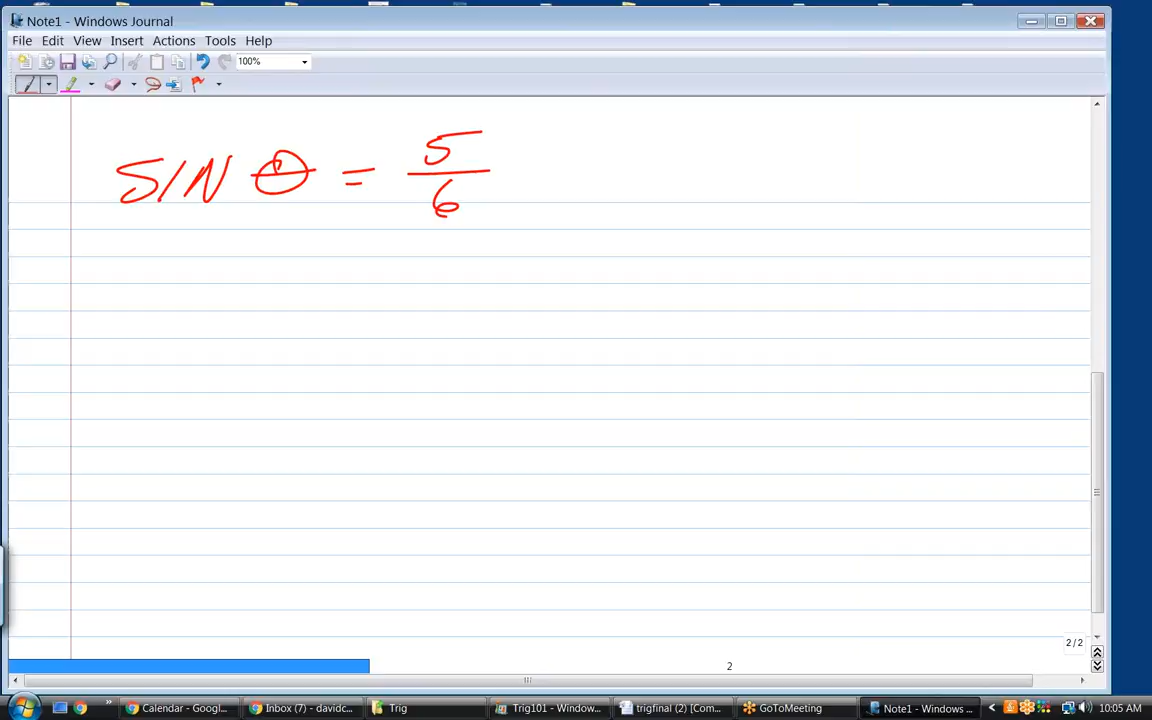 Note1 - Windows Journal
File Edit View Insert Actions Tools Help
100%
SIN Θ = 5/6
2/2
2
Calendar - Googl... Inbox (7) - davidc... Trig Trig101 - Window... trigfinal (2) [Com... GoToMeeting Note1 - Windows ... 10:05 AM